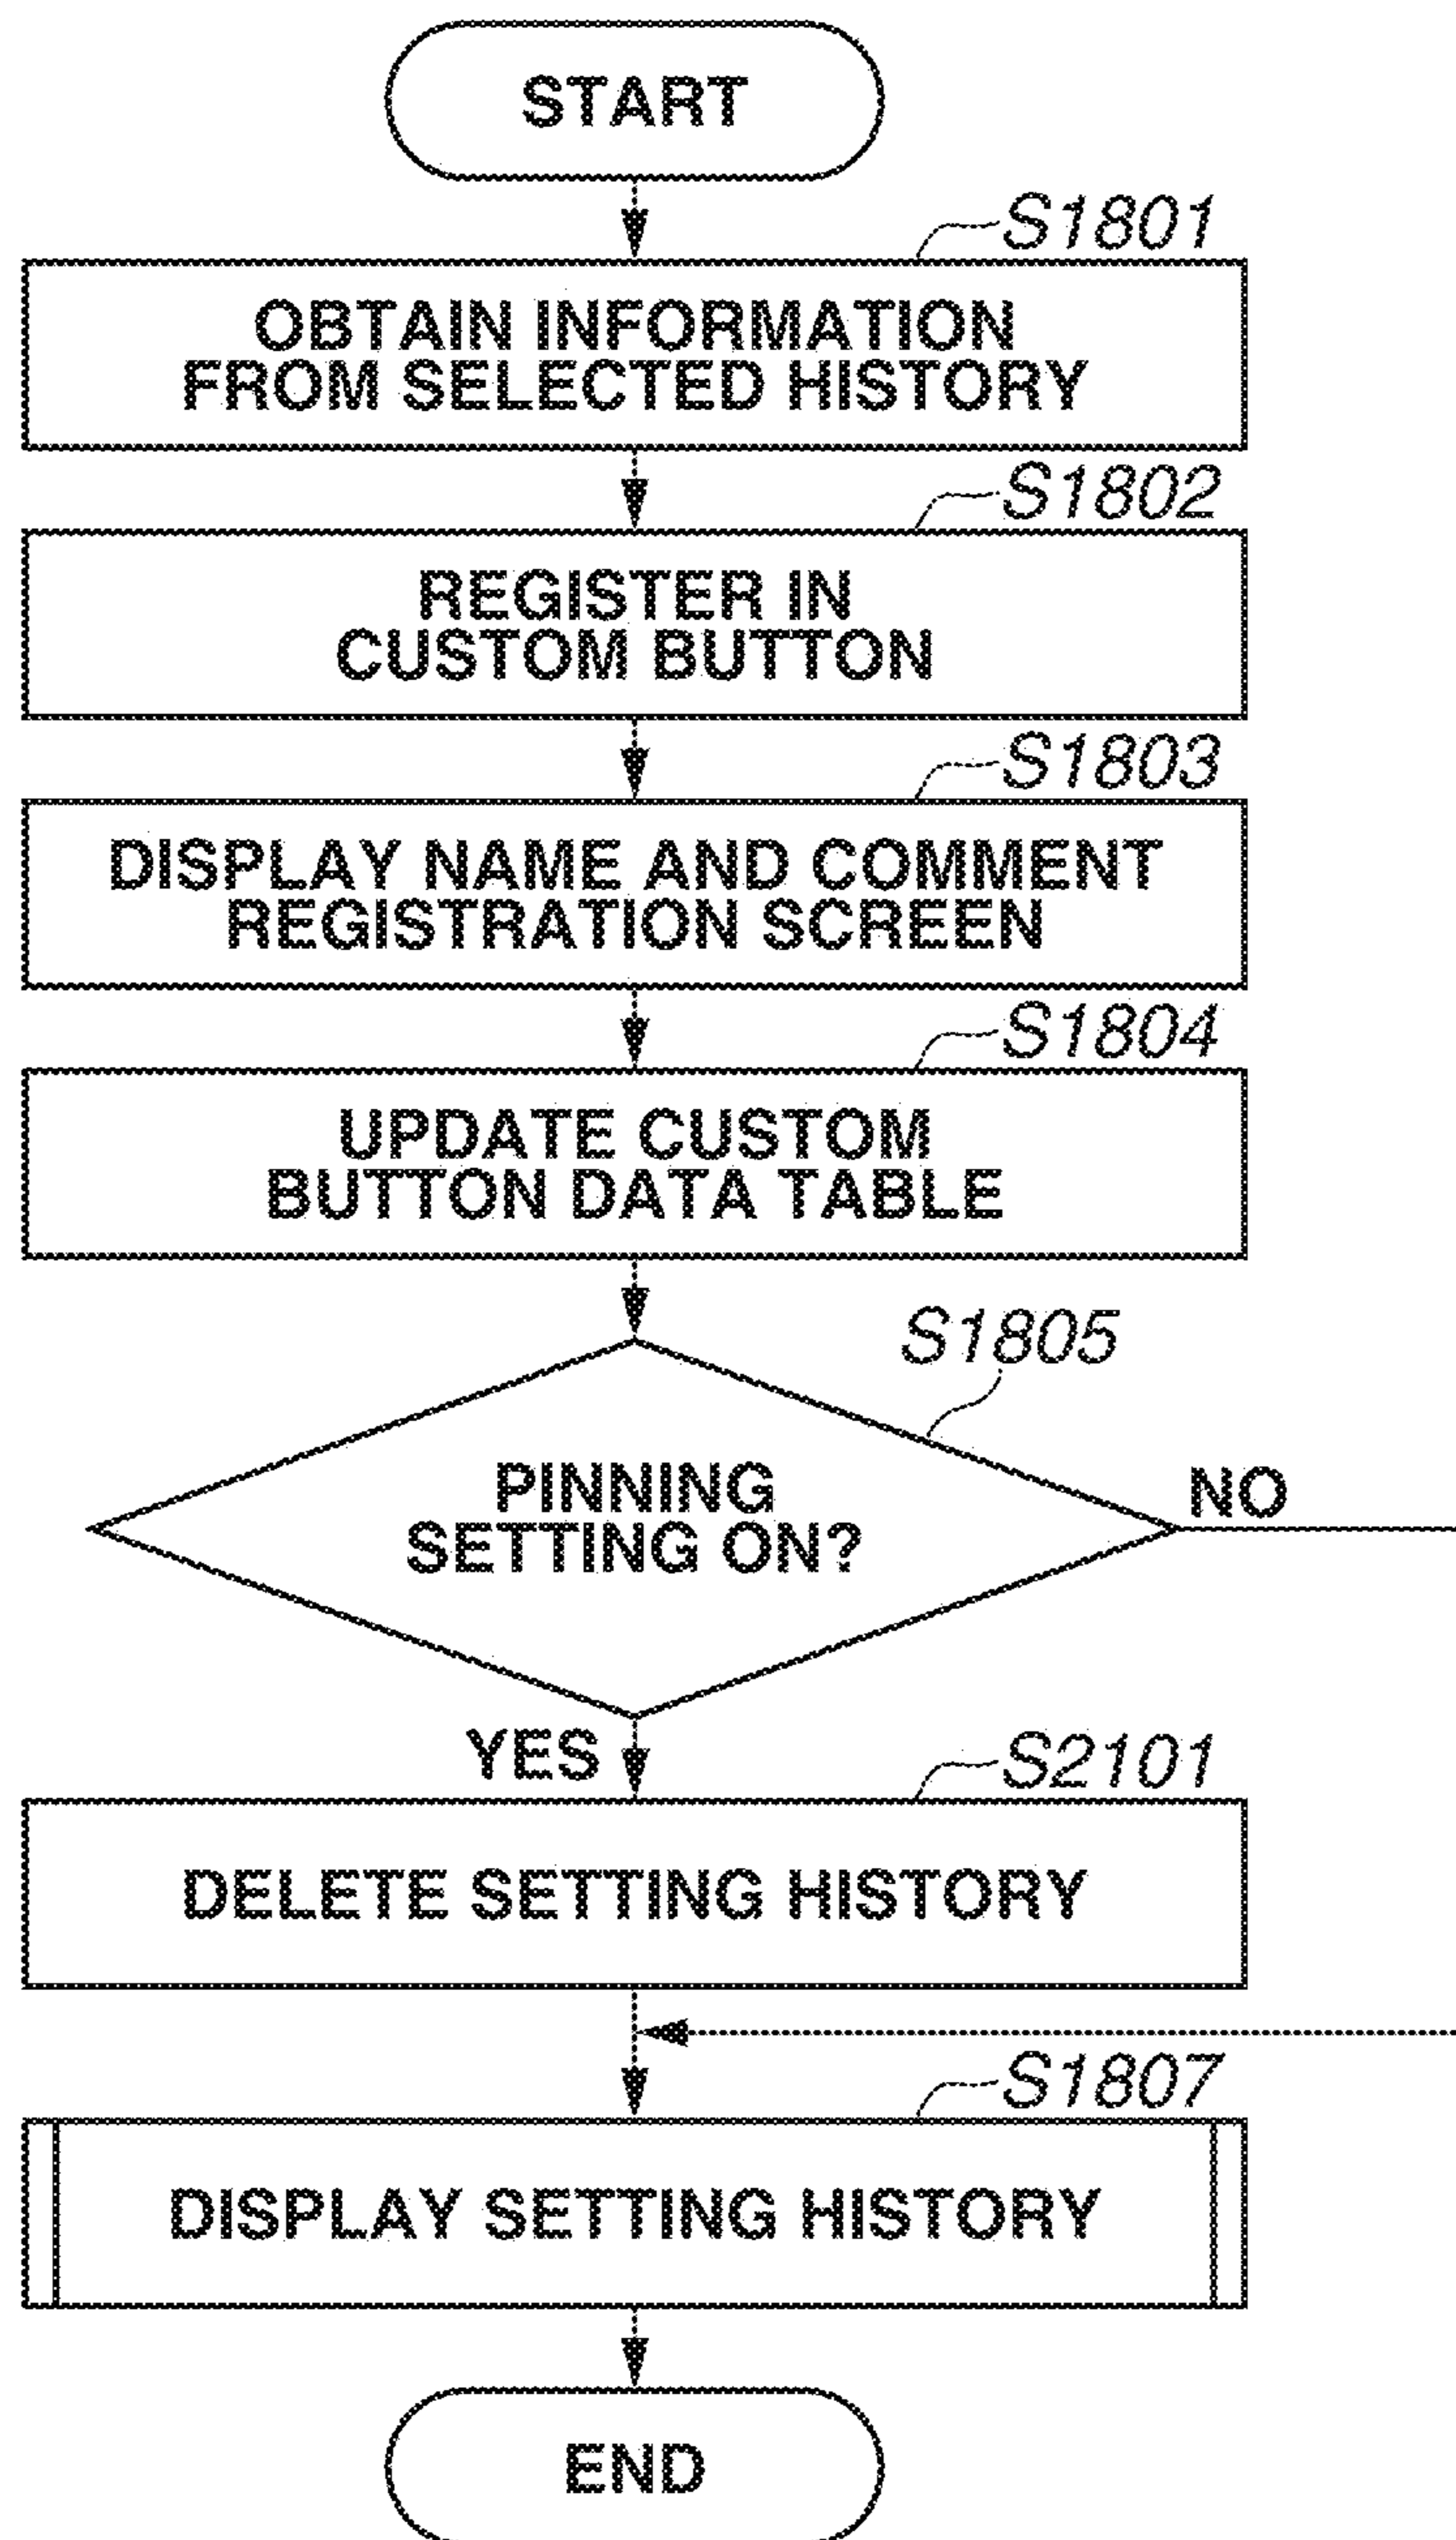 START
S1801
OBTAIN INFORMATION
FROM SELECTED HISTORY
S1802
REGISTER IN
CUSTOM BUTTON
S1803
DISPLAY NAME AND COMMENT
REGISTRATION SCREEN
S1804
UPDATE CUSTOM
BUTTON DATA TABLE
S1805
PINNING
SETTING ON?
NO
YES
S2101
DELETE SETTING HISTORY
S1807
DISPLAY SETTING HISTORY
END